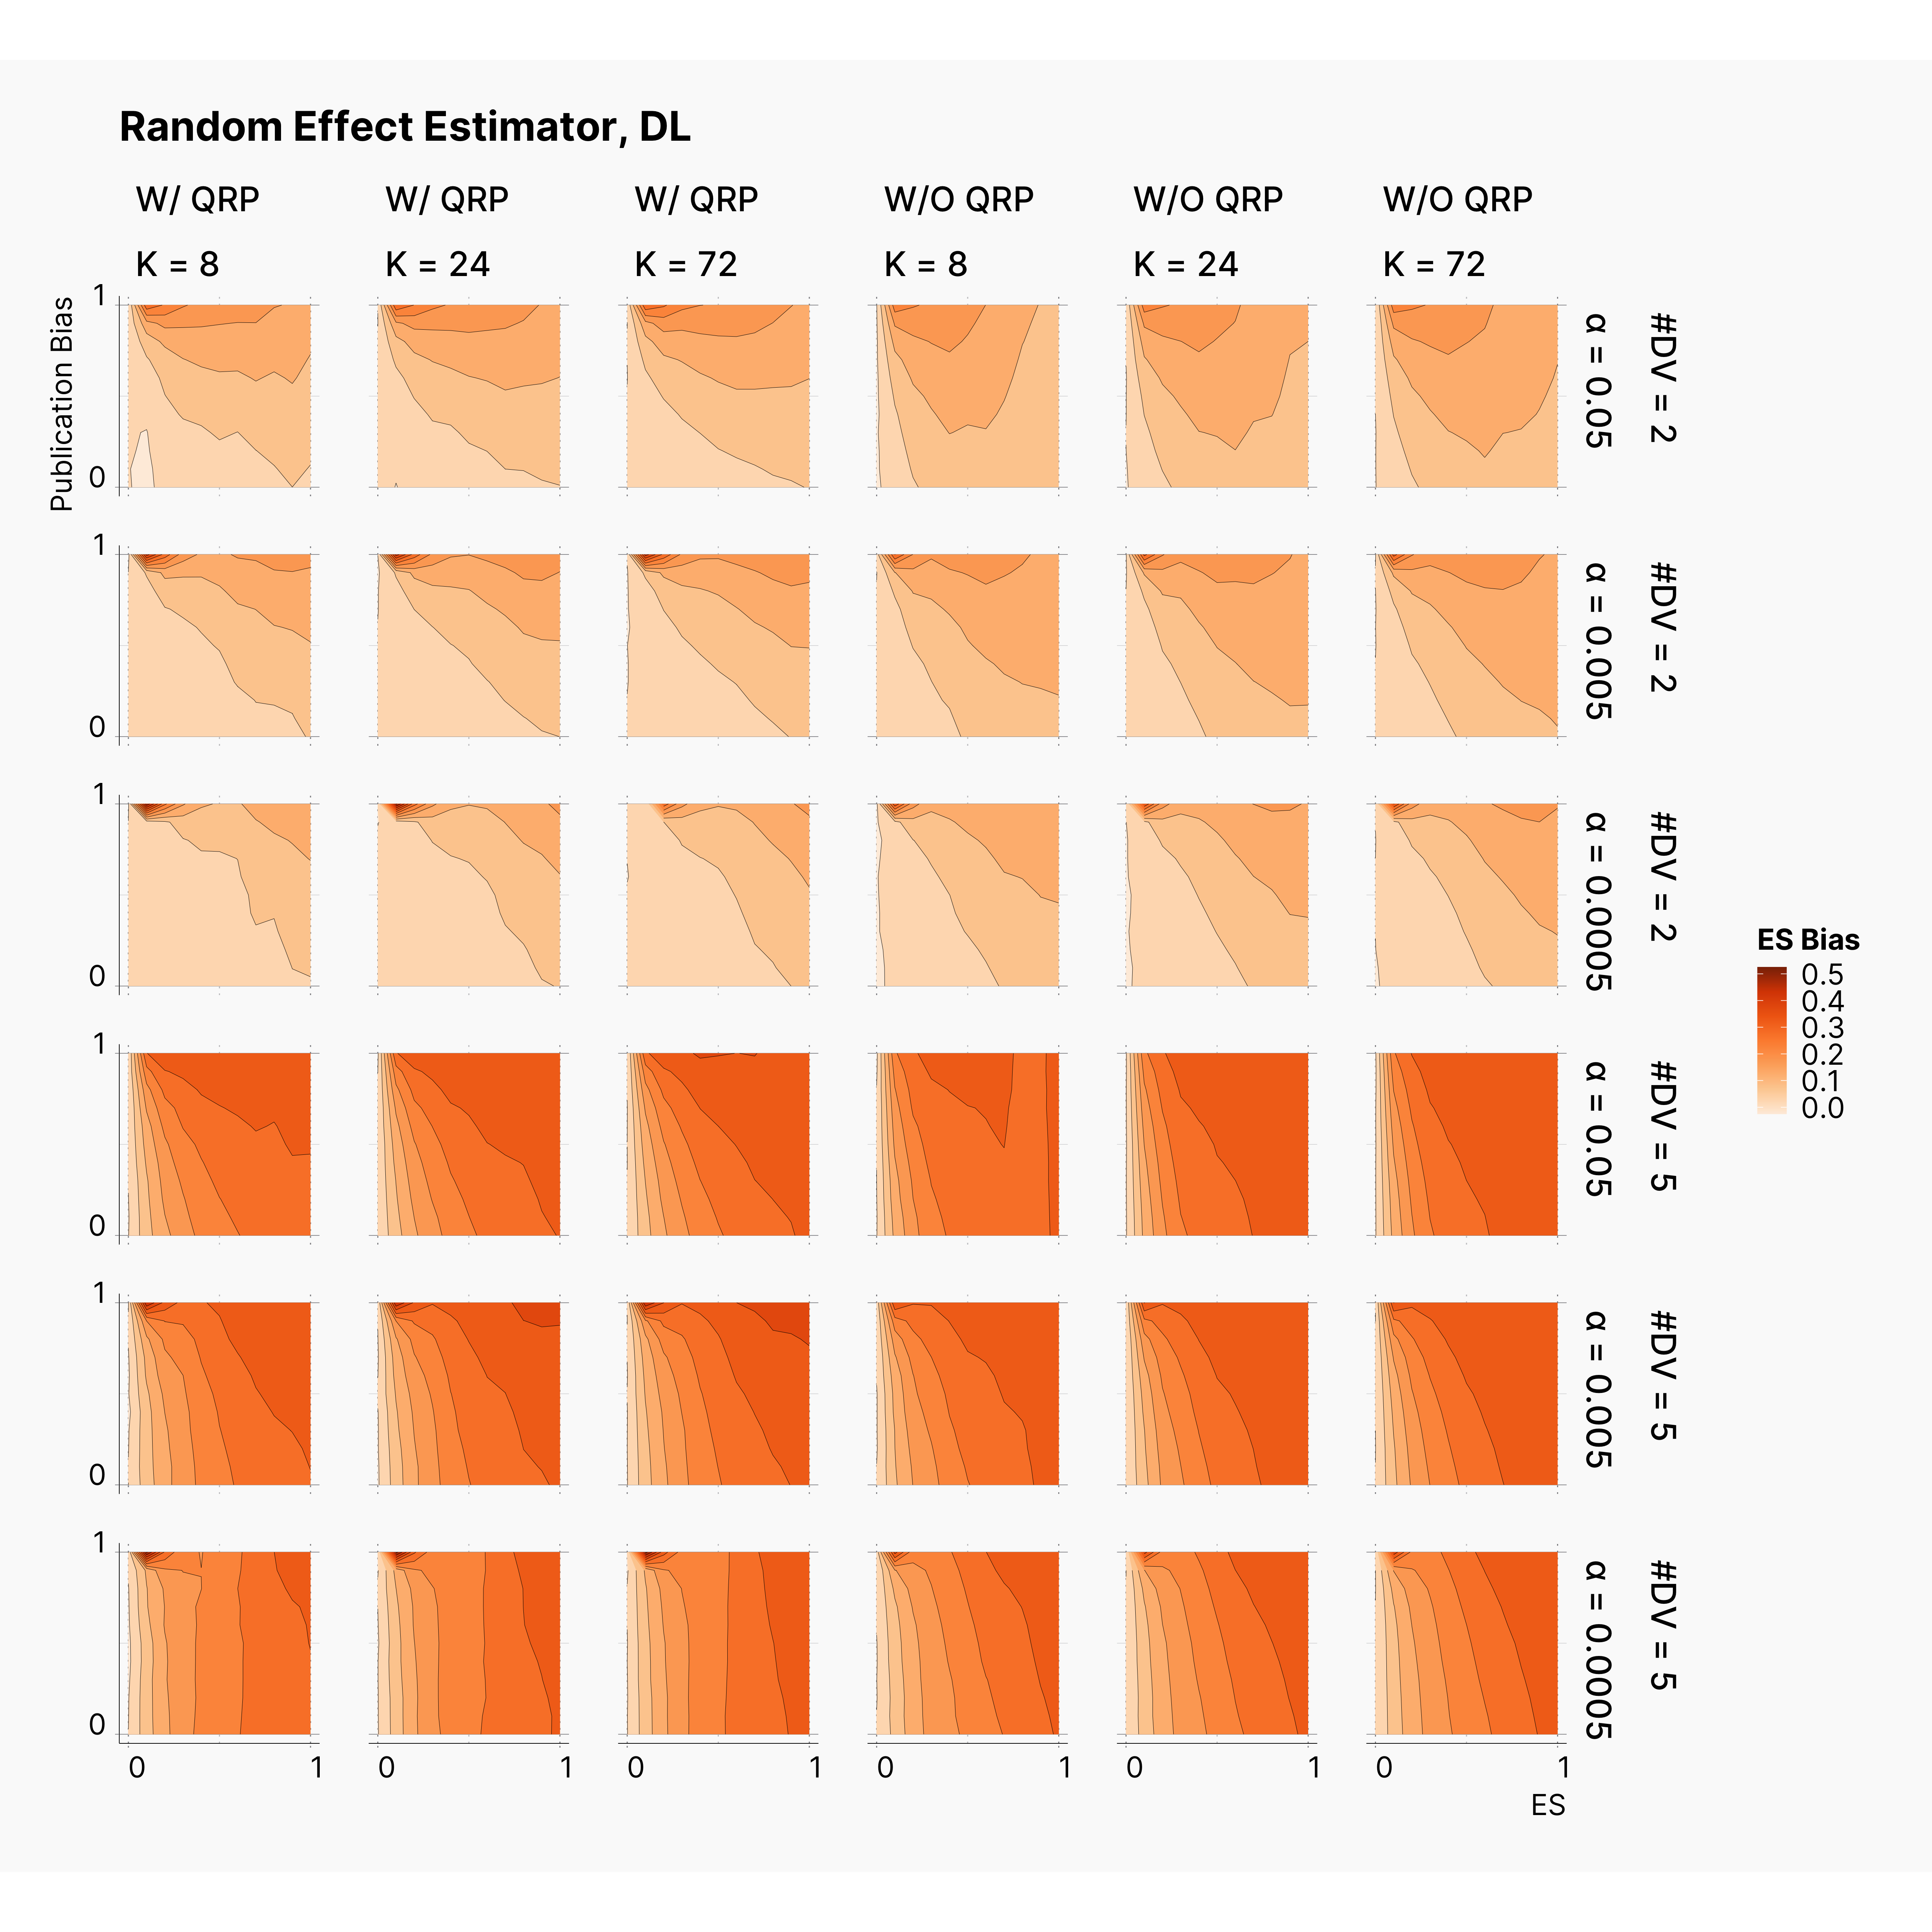 Random Effect Estimator, DL
W/ QRP
W/ QRP
W/ QRP
W/O QRP
W/O QRP
W/O QRP
K = 8
K = 24
K = 72
K = 8
K = 24
K = 72
Publication Bias
1
0
α = 0.05
#DV = 2
1
0
α = 0.005
#DV = 2
1
0
α = 0.0005
#DV = 2
1
0
α = 0.05
#DV = 5
1
0
α = 0.005
#DV = 5
1
0
α = 0.0005
#DV = 5
0 1
0 1
0 1
0 1
0 1
0 1
ES
ES Bias
0.5
0.4
0.3
0.2
0.1
0.0